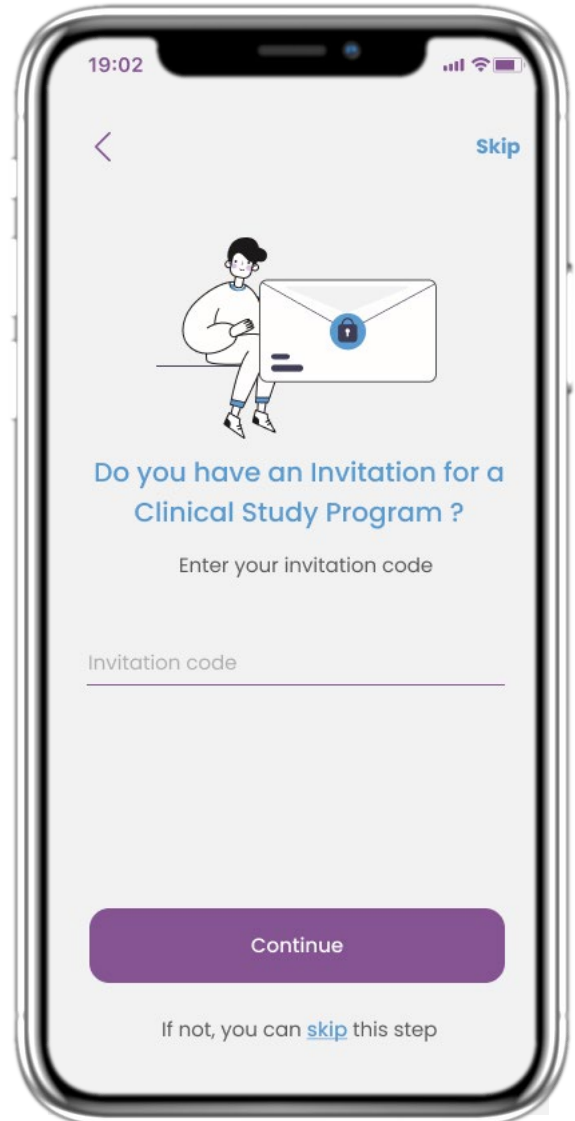 19:02
Skip
Do you have an Invitation for a
Clinical Study Program ?
Enter your invitation code
Invitation code
Continue
If not, you can skip this step